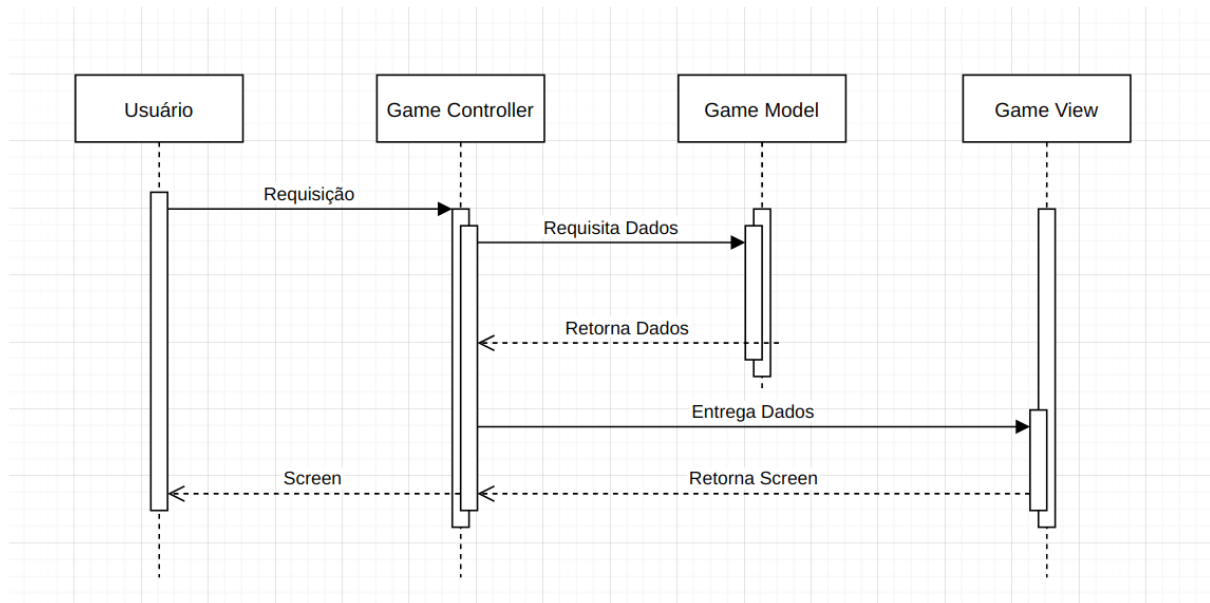 Usuário
Game Controller
Game Model
Game View
Requisição
Requisita Dados
Retorna Dados
Entrega Dados
Screen
Retorna Screen